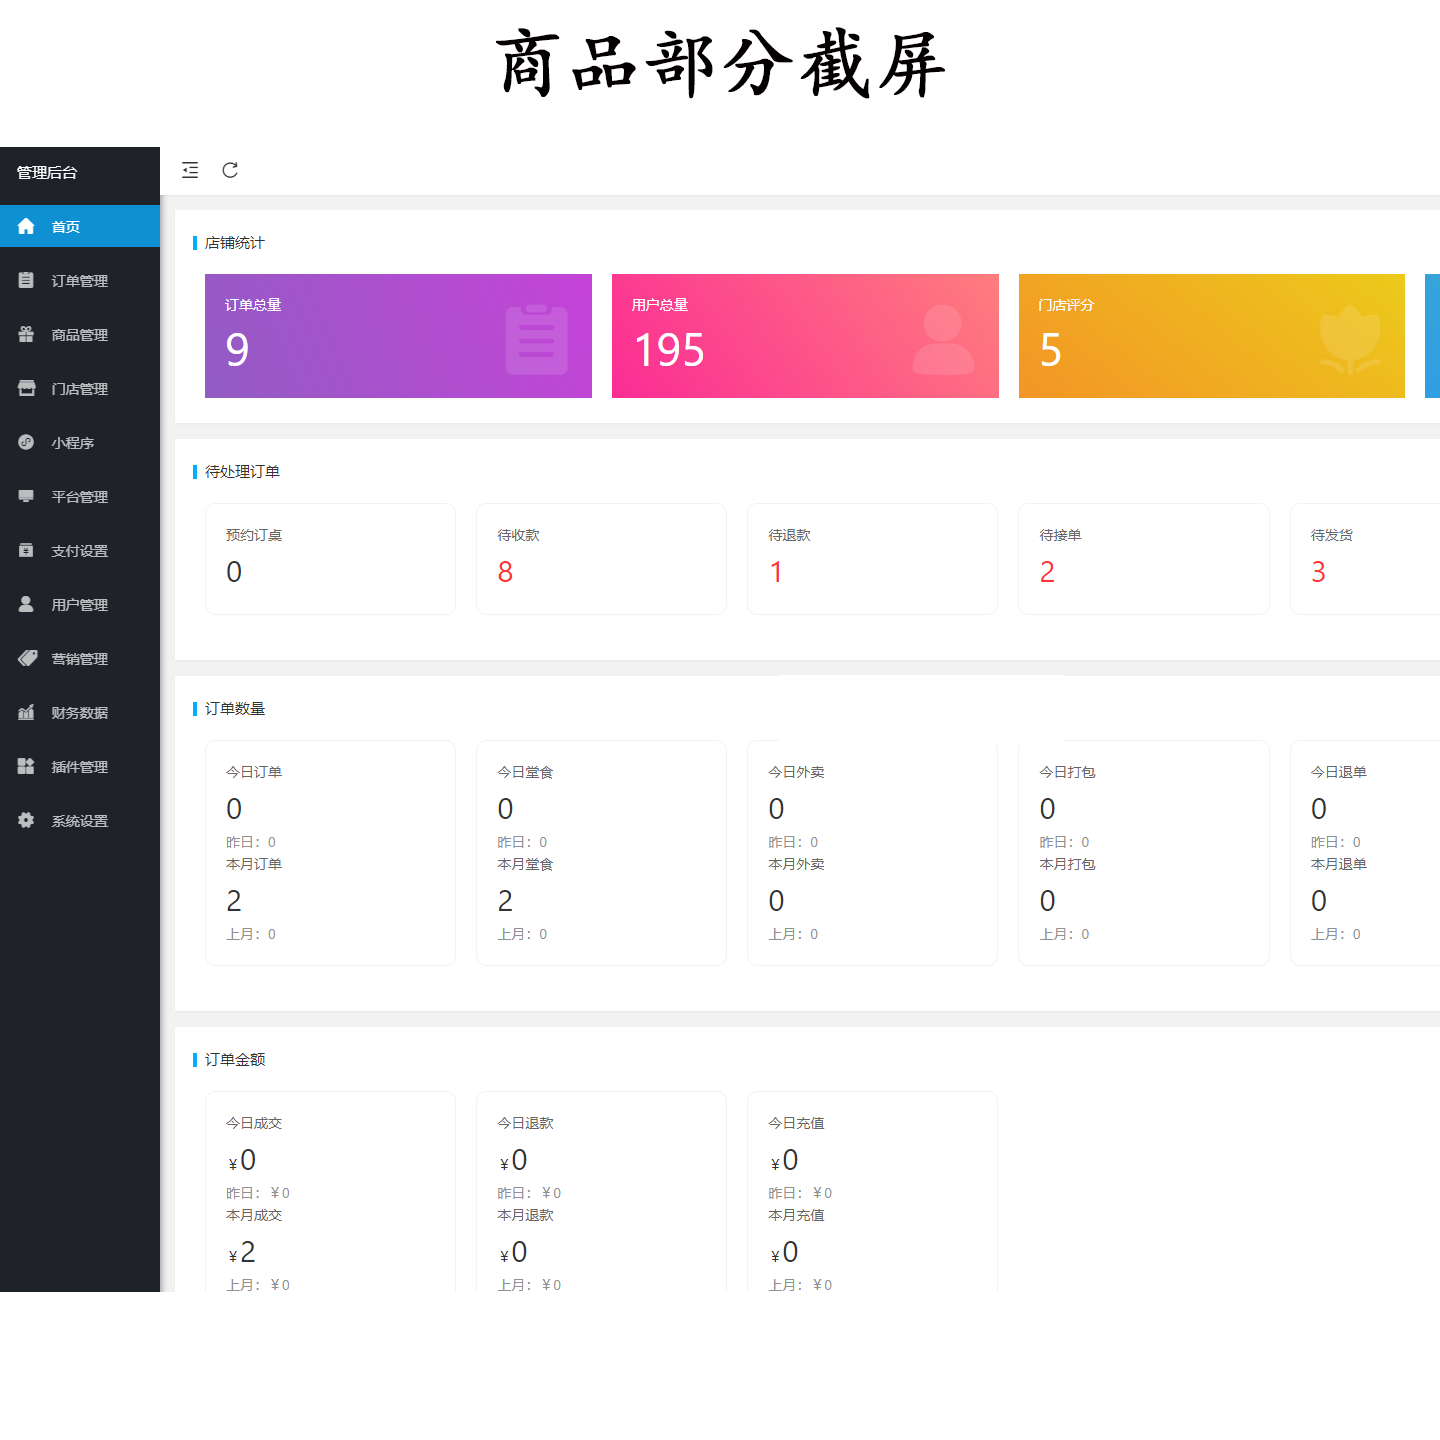 商品部分截屏
管理后台
首页
订单管理
商品管理
门店管理
小程序
平台管理
支付设置
用户管理
营销管理
财务数据
插件管理
系统设置
店铺统计
订单总量
9
用户总量
195
门店评分
5
待处理订单
预约订桌
0
待收款
8
待退款
1
待接单
2
待发货
3
订单数量
今日订单
0
昨日：0
本月订单
2
上月：0
今日堂食
0
昨日：0
本月堂食
2
上月：0
今日外卖
0
昨日：0
本月外卖
0
上月：0
今日打包
0
昨日：0
本月打包
0
上月：0
今日退单
0
昨日：0
本月退单
0
上月：0
订单金额
今日成交
¥0
昨日：¥0
本月成交
¥2
上月：¥0
今日退款
¥0
昨日：¥0
本月退款
¥0
上月：¥0
今日充值
¥0
昨日：¥0
本月充值
¥0
上月：¥0